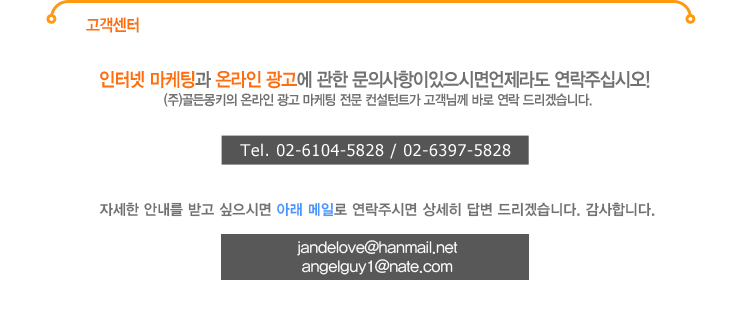 고객센터
인터넷 마케팅과 온라인 광고에 관한 문의사항이있으시면언제라도 연락주십시오!
(주)골든몽키의 온라인 광고 마케팅 전문 컨설턴트가 고객님께 바로 연락 드리겠습니다.
Tel. 02-6104-5828 / 02-6397-5828
자세한 안내를 받고 싶으시면 아래 메일로 연락주시면 상세히 답변 드리겠습니다. 감사합니다.
jandelove@hanmail.net
angelguy1@nate.com